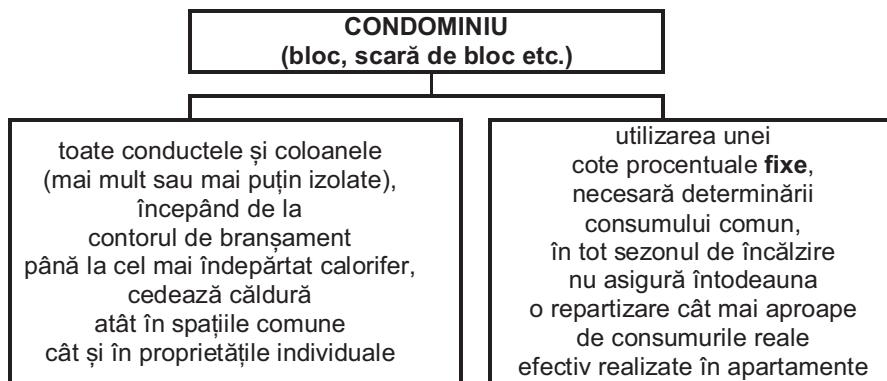 CONDOMINIU
(bloc, scară de bloc etc.)
toate conductele și coloanele
(mai mult sau mai puțin izolate),
începând de la
contorul de branșament
până la cel mai îndepărtat calorifer,
cedează căldură
atât în spațiile comune
cât și în proprietățile individuale
utilizarea unei
cote procentuale fixe,
necesară determinării
consumului comun,
în tot sezonul de încălzire
nu asigură întodeauna
o repartizare cât mai aproape
de consumurile reale
efectiv realizate în apartamente